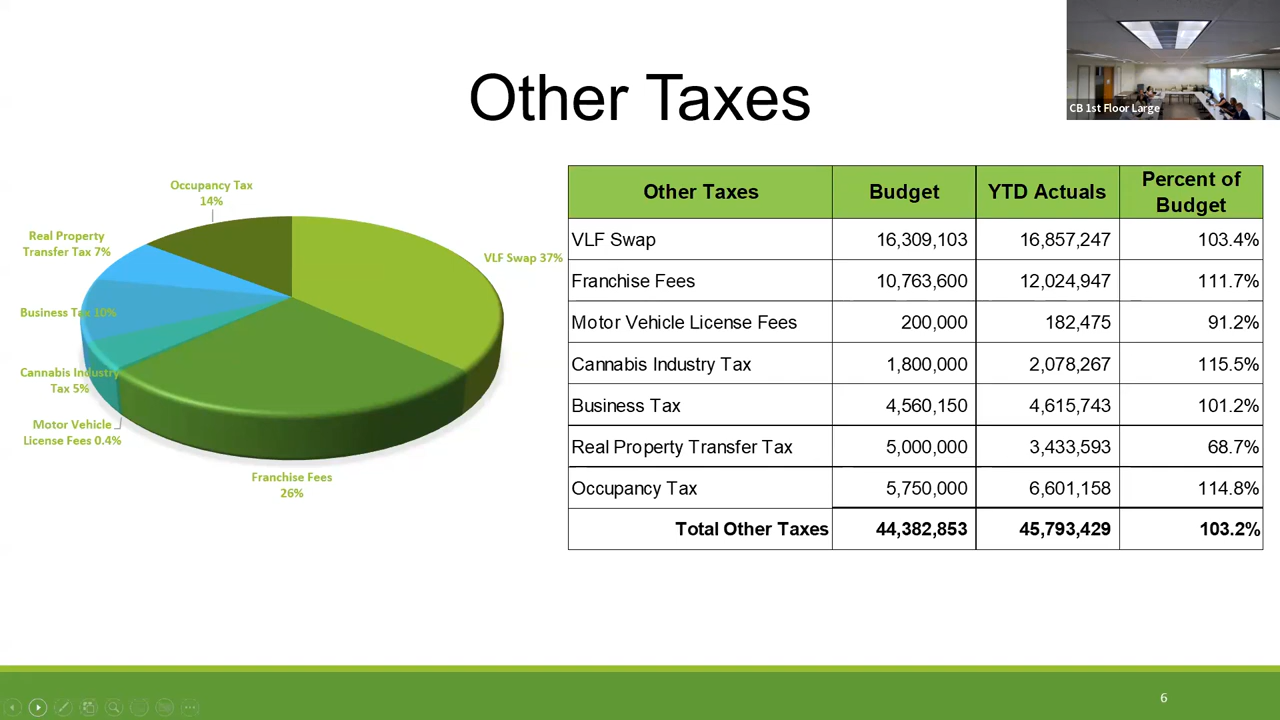 CB 1st Floor Large
Other Taxes
Occupancy Tax
14%
Real Property
Transfer Tax 7%
VLF Swap 37%
Business Tax 10%
Cannabis Industry
Tax 5%
Motor Vehicle
License Fees 0.4%
Franchise Fees
26%
Other Taxes Budget YTD Actuals Percent of Budget
VLF Swap 16,309,103 16,857,247 103.4%
Franchise Fees 10,763,600 12,024,947 111.7%
Motor Vehicle License Fees 200,000 182,475 91.2%
Cannabis Industry Tax 1,800,000 2,078,267 115.5%
Business Tax 4,560,150 4,615,743 101.2%
Real Property Transfer Tax 5,000,000 3,433,593 68.7%
Occupancy Tax 5,750,000 6,601,158 114.8%
Total Other Taxes 44,382,853 45,793,429 103.2%
6